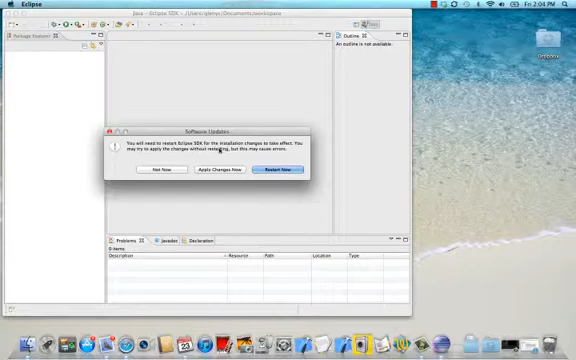 Eclipse
Fri 2:04 PM
Java - Eclipse SDK - /Users/glenys/Documents/workspace
Java
Package Explorer
Outline
An outline is not available.
Dropbox
Software Updates
You will need to restart Eclipse SDK for the installation changes to take effect. You
may try to apply the changes without restarting, but this may cause errors.
Not Now
Apply Changes Now
Restart Now
Problems
Javadoc
Declaration
0 items
Description
Resource
Path
Location
Type
23